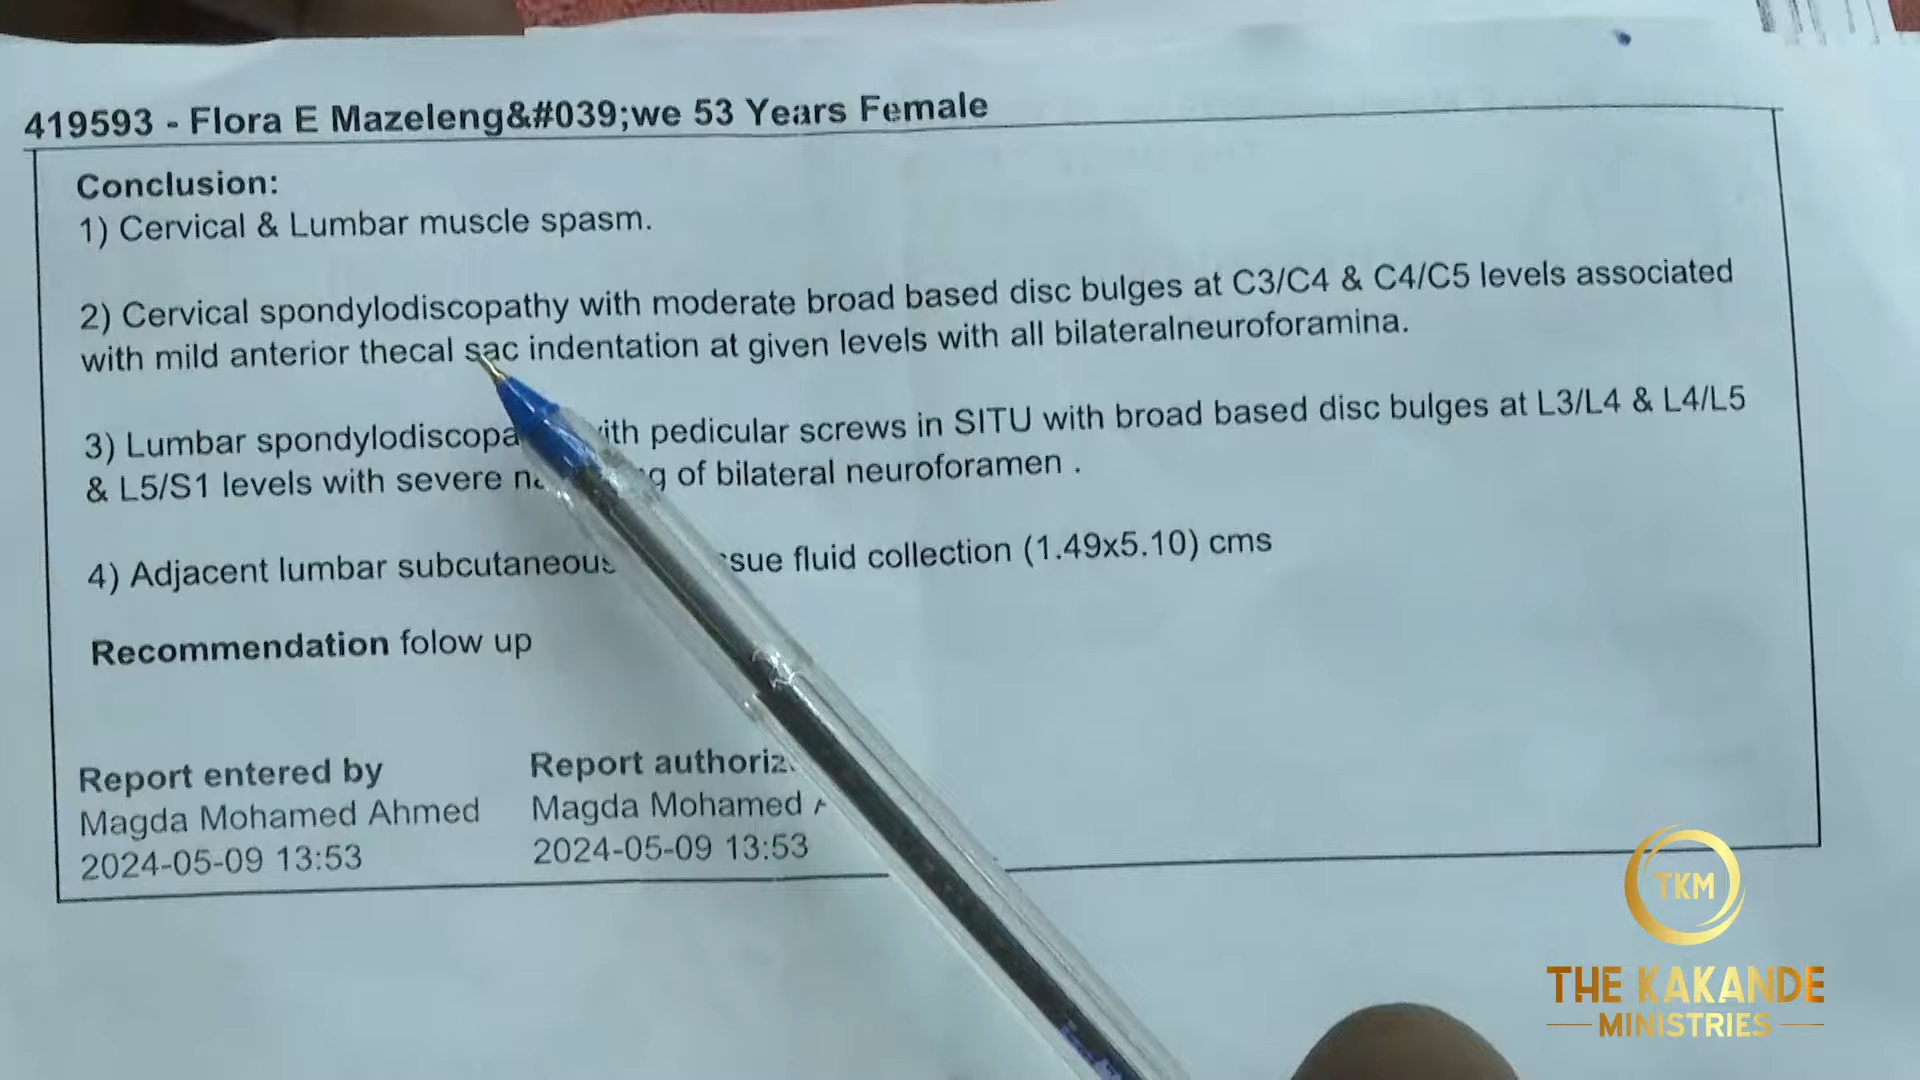 419593 - Flora E Mazeleng&#039;we 53 Years Female
Conclusion:
1) Cervical & Lumbar muscle spasm.
2) Cervical spondylodiscopathy with moderate broad based disc bulges at C3/C4 & C4/C5 levels associated
with mild anterior thecal sac indentation at given levels with all bilateralneuroforamina.
3) Lumbar with pedicular screws in SITU with broad based disc bulges at L3/L4 & L4/L5
& L5/S1 levels with severe of bilateral neuroforamen .
4) Adjacent lumbar subcutaneous fluid collection (1.49x5.10) cms
Recommendation folow up
Report entered by
Magda Mohamed Ahmed
2024-05-09 13:53
Report
Magda Mohamed
2024-05-09 13:53
TKM
THE KAKANDE
MINISTRIES